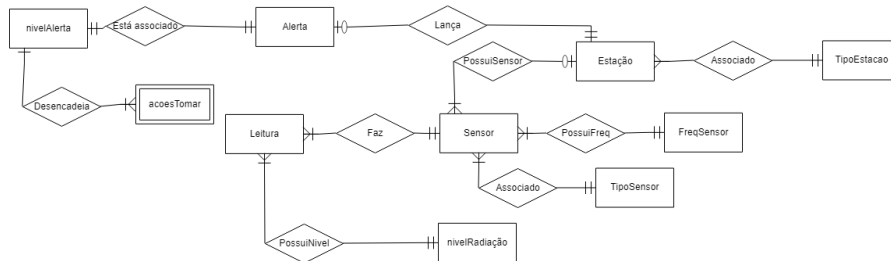 nivelAlerta
Está associado
Alerta
Lança
PossuiSensor
Estação
Associado
TipoEstacao
Desencadeia
acoesTomar
Leitura
Faz
Sensor
PossuiFreq
FreqSensor
Associado
TipoSensor
PossuiNivel
nivelRadiação